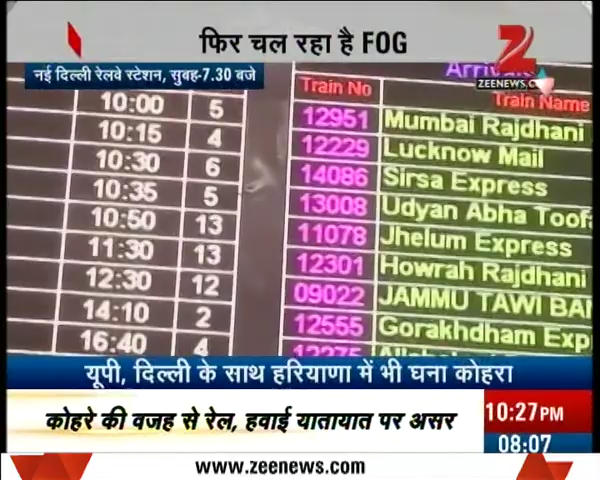 फिर चल रहा है FOG
नई दिल्ली रेलवे स्टेशन, सुबह-7.30 बजे
ZEENEWS.C
10:00 5
10:15 4
10:30 6
10:35 5
10:50 13
11:30 13
12:30 12
14:10 2
16:40 4
Train No Train Name
12951 Mumbai Rajdhani
12229 Lucknow Mail
14086 Sirsa Express
13008 Udyan Abha Toof
11078 Jhelum Express
12301 Howrah Rajdhani
09022 JAMMU TAWI BA
12555 Gorakhdham Exp
यूपी, दिल्ली के साथ हरियाणा में भी घना कोहरा
कोहरे की वजह से रेल, हवाई यातायात पर असर
10:27PM
08:07
www.zeenews.com